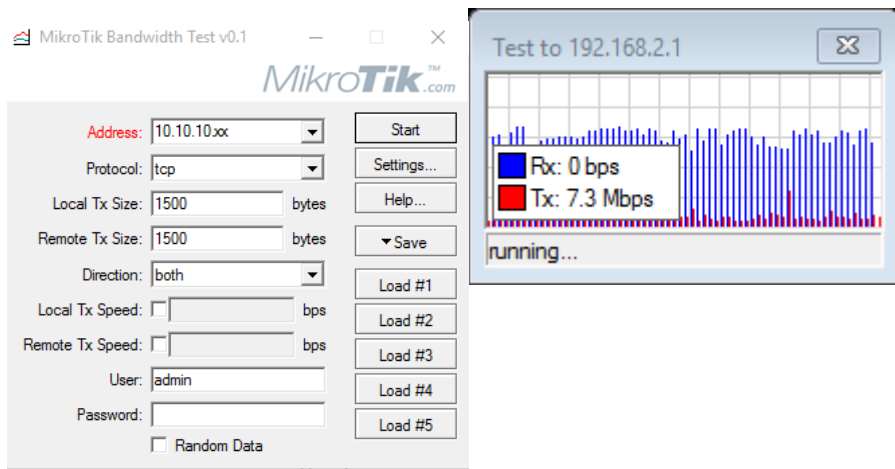 MikroTik Bandwidth Test v0.1
MikroTik™.com
Address: 10.10.10.xx
Start
Protocol: tcp
Settings...
Local Tx Size: 1500 bytes
Help...
Remote Tx Size: 1500 bytes
Save
Direction: both
Load #1
Local Tx Speed: bps
Load #2
Remote Tx Speed: bps
Load #3
User: admin
Load #4
Password:
Load #5
Random Data
Test to 192.168.2.1
Rx: 0 bps
Tx: 7.3 Mbps
running...